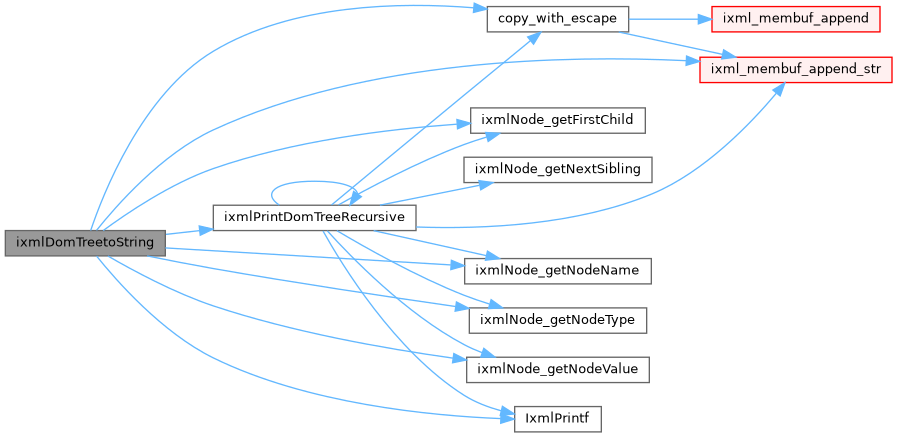 copy_with_escape
ixml_membuf_append
ixml_membuf_append_str
ixmlNode_getFirstChild
ixmlNode_getNextSibling
ixmlPrintDomTreeRecursive
ixmlDomTreetoString
ixmlNode_getNodeName
ixmlNode_getNodeType
ixmlNode_getNodeValue
IxmlPrintf